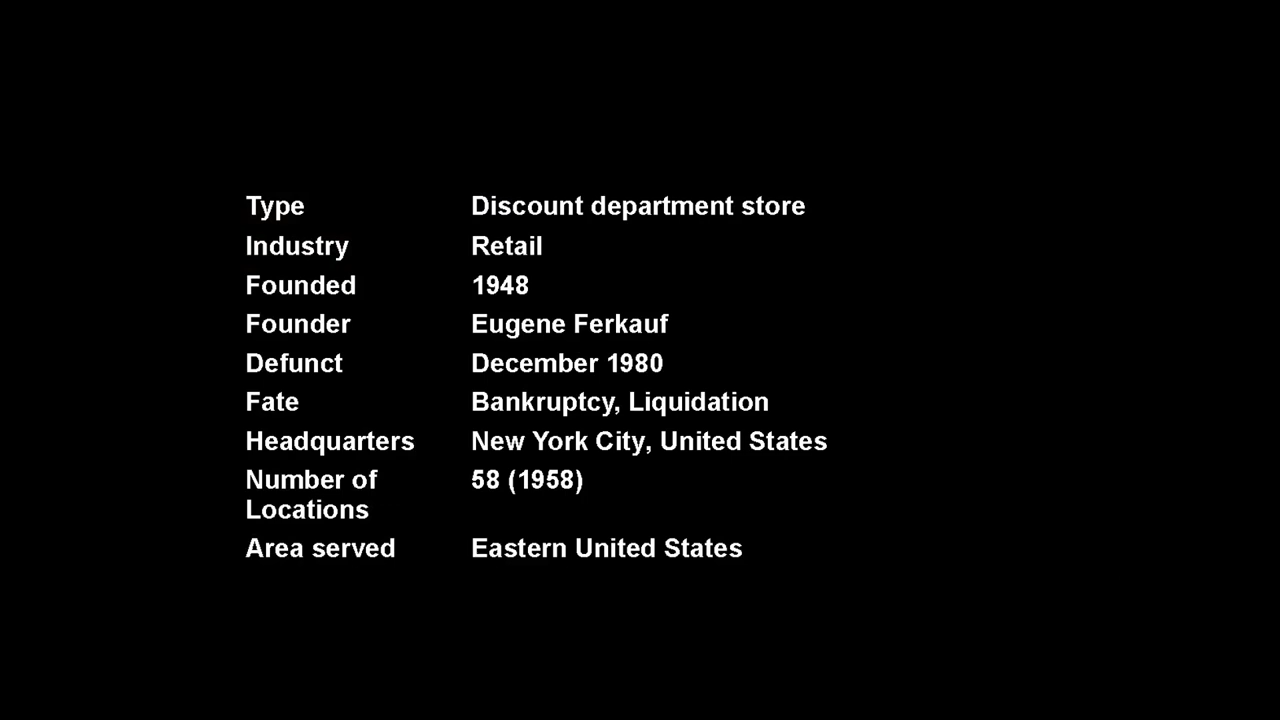 Type Discount department store
Industry Retail
Founded 1948
Founder Eugene Ferkauf
Defunct December 1980
Fate Bankruptcy, Liquidation
Headquarters New York City, United States
Number of 58 (1958)
Locations
Area served Eastern United States